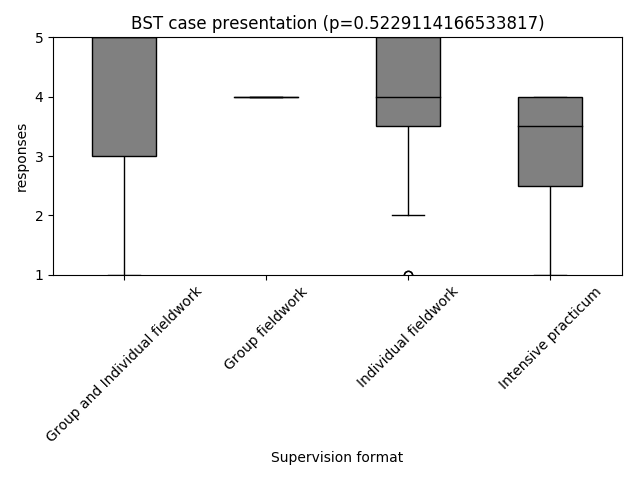 BST case presentation (p=0.5229114166533817)
responses
5
4
3
2
1
Group and Individual fieldwork
Group fieldwork
Individual fieldwork
Intensive practicum
Supervision format